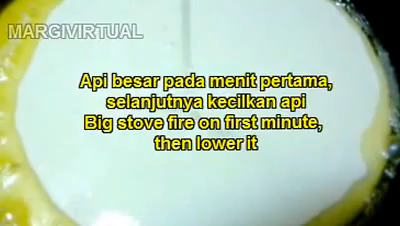 MARGIVIRTUAL
Api besar pada menit pertama,
selanjutnya kecilkan api
Big stove fire on first minute,
then lower it